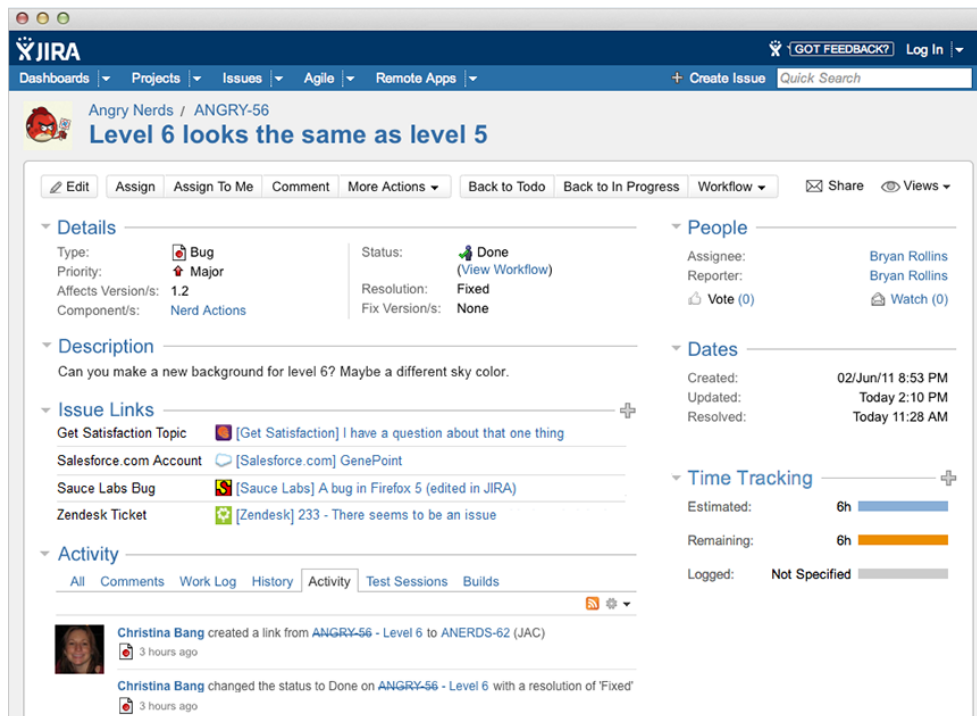 JIRA
GOT FEEDBACK? Log In
Dashboards Projects Issues Agile Remote Apps Create Issue Quick Search
Angry Nerds / ANGRY-56
Level 6 looks the same as level 5
Edit Assign Assign To Me Comment More Actions Back to Todo Back to In Progress Workflow Share Views
Details
Type: Bug
Priority: Major
Affects Version/s: 1.2
Component/s: Nerd Actions
Status: Done
(View Workflow)
Resolution: Fixed
Fix Version/s: None
Description
Can you make a new background for level 6? Maybe a different sky color.
Issue Links
Get Satisfaction Topic [Get Satisfaction] I have a question about that one thing
Salesforce.com Account [Salesforce.com] GenePoint
Sauce Labs Bug [Sauce Labs] A bug in Firefox 5 (edited in JIRA)
Zendesk Ticket [Zendesk] 233 - There seems to be an issue
Activity
All Comments Work Log History Activity Test Sessions Builds
Christina Bang created a link from ANGRY-56 - Level 6 to ANERDS-62 (JAC)
3 hours ago
Christina Bang changed the status to Done on ANGRY-56 - Level 6 with a resolution of 'Fixed'
3 hours ago
People
Assignee: Bryan Rollins
Reporter: Bryan Rollins
Vote (0) Watch (0)
Dates
Created: 02/Jun/11 8:53 PM
Updated: Today 2:10 PM
Resolved: Today 11:28 AM
Time Tracking
Estimated: 6h
Remaining: 6h
Logged: Not Specified